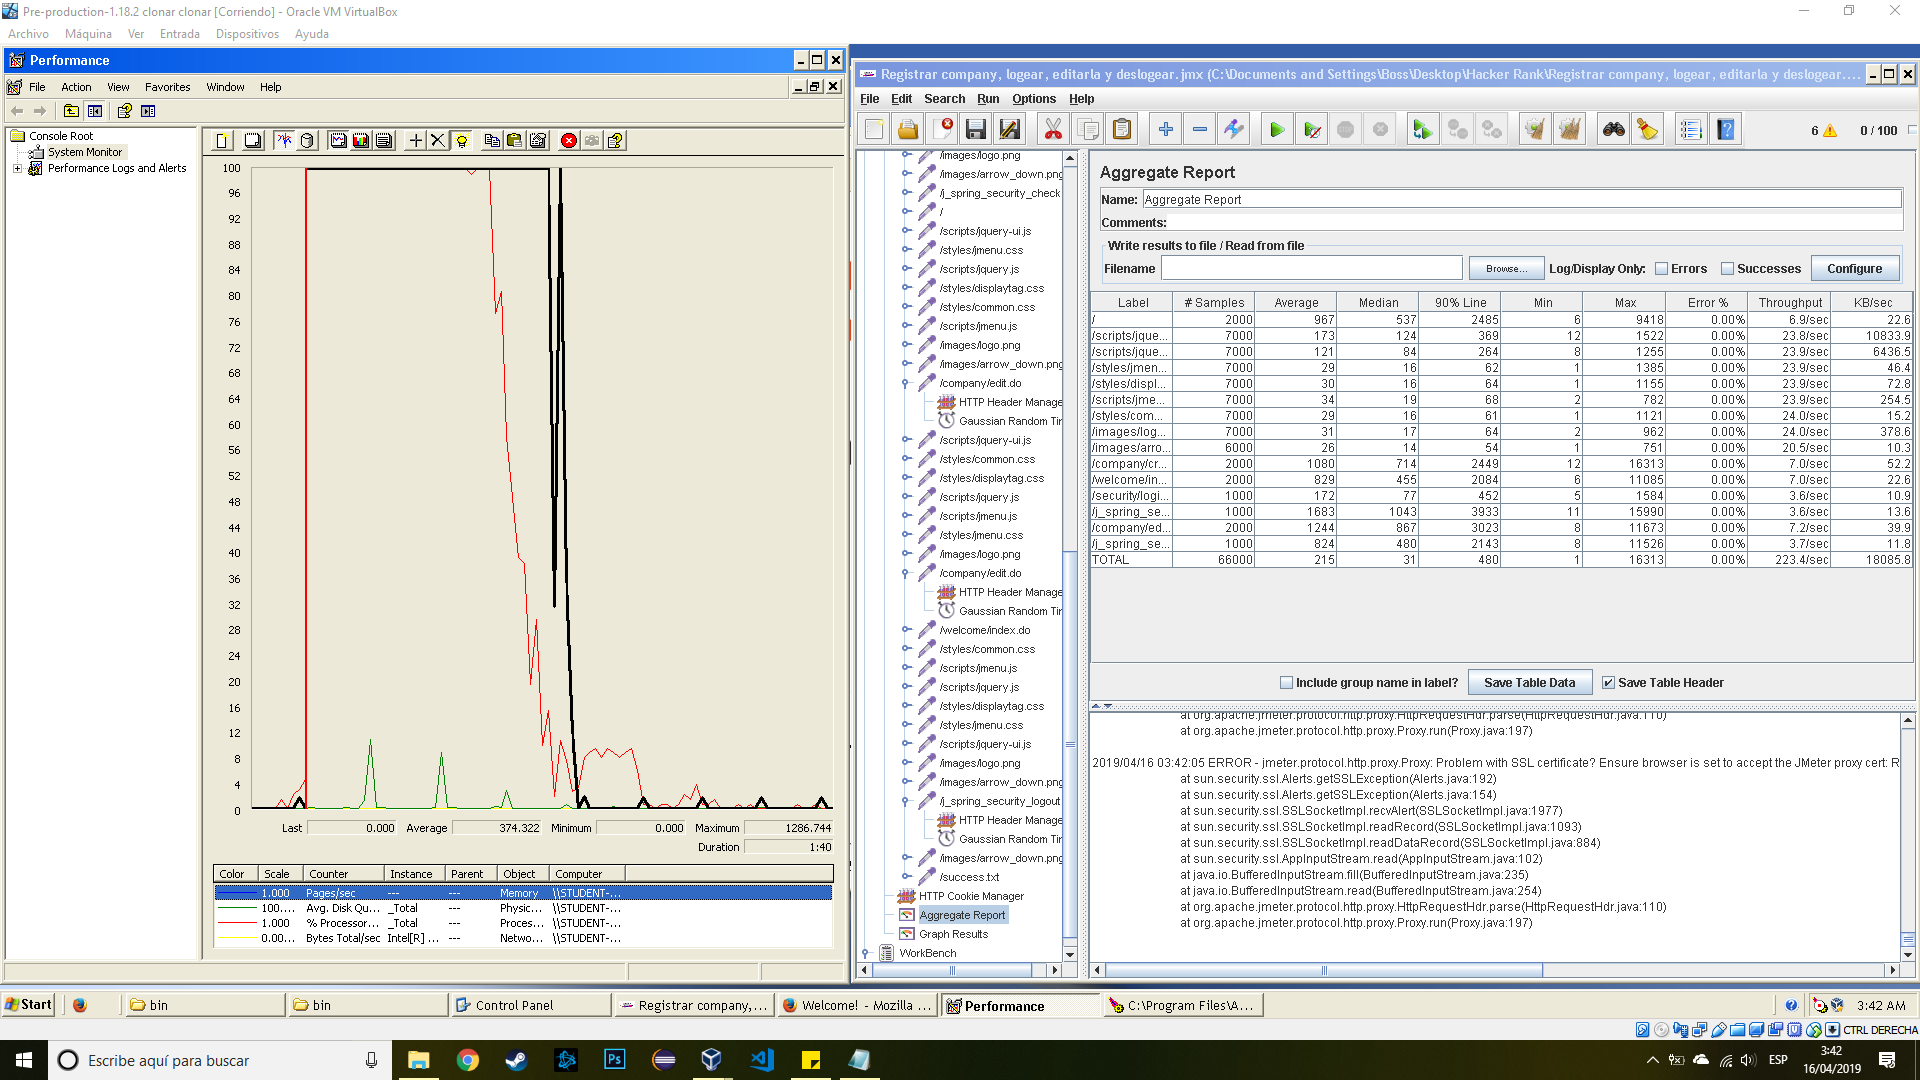 Pre-production-1.18.2 clonar clonar [Corriendo] - Oracle VM VirtualBox
Archivo Máquina Ver Entrada Dispositivos Ayuda
Performance
File Action View Favorites Window Help
Console Root
System Monitor
Performance Logs and Alerts
100
96
92
88
84
80
76
72
68
64
60
56
52
48
44
40
36
32
28
24
20
16
12
8
4
0
Last 0.000 Average 374.322 Minimum 0.000 Maximum 1286.744
Duration 1:40
Color Scale Counter Instance Parent Object Computer
1.000 Pages/sec --- --- Memory \\STUDENT-...
100.... Avg. Disk Qu... _Total --- Physic... \\STUDENT-...
1.000 % Processor... _Total --- Proces... \\STUDENT-...
0.00... Bytes Total/sec Intel[R] ... --- Netwo... \\STUDENT-...
Registrar company, logear, editarla y deslogear.jmx (C:\Documents and Settings\Boss\Desktop\Hacker Rank\Registrar company, logear, editarla y deslogear....
File Edit Search Run Options Help
6 0 / 100
/images/logo.png
/images/arrow_down.png
/j_spring_security_check
/
/scripts/jquery-ui.js
/styles/jmenu.css
/scripts/jquery.js
/styles/displaytag.css
/styles/common.css
/scripts/jmenu.js
/images/logo.png
/images/arrow_down.png
/company/edit.do
HTTP Header Manage
Gaussian Random Tir
/scripts/jquery-ui.js
/styles/common.css
/styles/displaytag.css
/scripts/jquery.js
/scripts/jmenu.js
/styles/jmenu.css
/images/logo.png
/company/edit.do
HTTP Header Manage
Gaussian Random Tir
/welcome/index.do
/styles/common.css
/scripts/jmenu.js
/scripts/jquery.js
/styles/displaytag.css
/styles/jmenu.css
/scripts/jquery-ui.js
/images/logo.png
/images/arrow_down.png
/j_spring_security_logout
HTTP Header Manage
Gaussian Random Tir
/images/arrow_down.png
/success.txt
HTTP Cookie Manager
Aggregate Report
Graph Results
WorkBench
Aggregate Report
Name: Aggregate Report
Comments:
Write results to file / Read from file
Filename Browse... Log/Display Only: Errors Successes Configure
Label # Samples Average Median 90% Line Min Max Error % Throughput KB/sec
/ 2000 967 537 2485 6 9418 0.00% 6.9/sec 22.6
/scripts/jque... 7000 173 124 369 12 1522 0.00% 23.8/sec 10833.9
/scripts/jque... 7000 121 84 264 8 1255 0.00% 23.9/sec 6436.5
/styles/jmen... 7000 29 16 62 1 1385 0.00% 23.9/sec 46.4
/styles/displ... 7000 30 16 64 1 1155 0.00% 23.9/sec 72.8
/scripts/jme... 7000 34 19 68 2 782 0.00% 23.9/sec 254.5
/styles/com... 7000 29 16 61 1 1121 0.00% 24.0/sec 15.2
/images/log... 7000 31 17 64 2 962 0.00% 24.0/sec 378.6
/images/arro... 6000 26 14 54 1 751 0.00% 20.5/sec 10.3
/company/cr... 2000 1080 714 2449 12 16313 0.00% 7.0/sec 52.2
/welcome/in... 2000 829 455 2084 6 11085 0.00% 7.0/sec 22.6
/security/logi... 1000 172 77 452 5 1584 0.00% 3.6/sec 10.9
/j_spring_se... 1000 1683 1043 3933 11 15990 0.00% 3.6/sec 13.6
/company/ed... 2000 1244 867 3023 8 11673 0.00% 7.2/sec 39.9
/j_spring_se... 1000 824 480 2143 8 11526 0.00% 3.7/sec 11.8
TOTAL 66000 215 31 480 1 16313 0.00% 223.4/sec 18085.8
Include group name in label? Save Table Data Save Table Header
at org.apache.jmeter.protocol.http.proxy.HttpRequestHdr.parse(HttpRequestHdr.java:110)
at org.apache.jmeter.protocol.http.proxy.Proxy.run(Proxy.java:197)
2019/04/16 03:42:05 ERROR - jmeter.protocol.http.proxy.Proxy: Problem with SSL certificate? Ensure browser is set to accept the JMeter proxy cert: R
at sun.security.ssl.Alerts.getSSLException(Alerts.java:192)
at sun.security.ssl.Alerts.getSSLException(Alerts.java:154)
at sun.security.ssl.SSLSocketImpl.recvAlert(SSLSocketImpl.java:1977)
at sun.security.ssl.SSLSocketImpl.readRecord(SSLSocketImpl.java:1093)
at sun.security.ssl.SSLSocketImpl.readDataRecord(SSLSocketImpl.java:884)
at sun.security.ssl.AppInputStream.read(AppInputStream.java:102)
at java.io.BufferedInputStream.fill(BufferedInputStream.java:235)
at java.io.BufferedInputStream.read(BufferedInputStream.java:254)
at org.apache.jmeter.protocol.http.proxy.HttpRequestHdr.parse(HttpRequestHdr.java:110)
at org.apache.jmeter.protocol.http.proxy.Proxy.run(Proxy.java:197)
Start bin bin Control Panel Registrar company,... Welcome! - Mozilla ... Performance C:\Program Files\A... 3:42 AM
CTRL DERECHA
Escribe aquí para buscar
Ps
ESP
3:42
16/04/2019